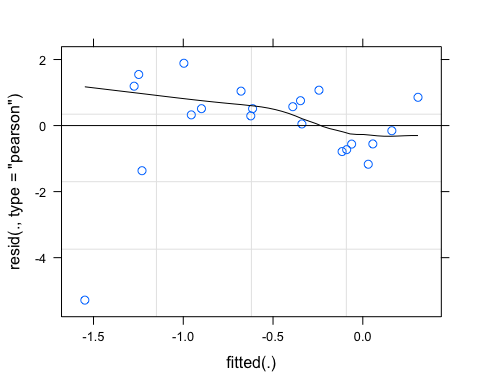 resid(., type = "pearson")
2
0
-2
-4
-1.5 -1.0 -0.5 0.0
fitted(.)